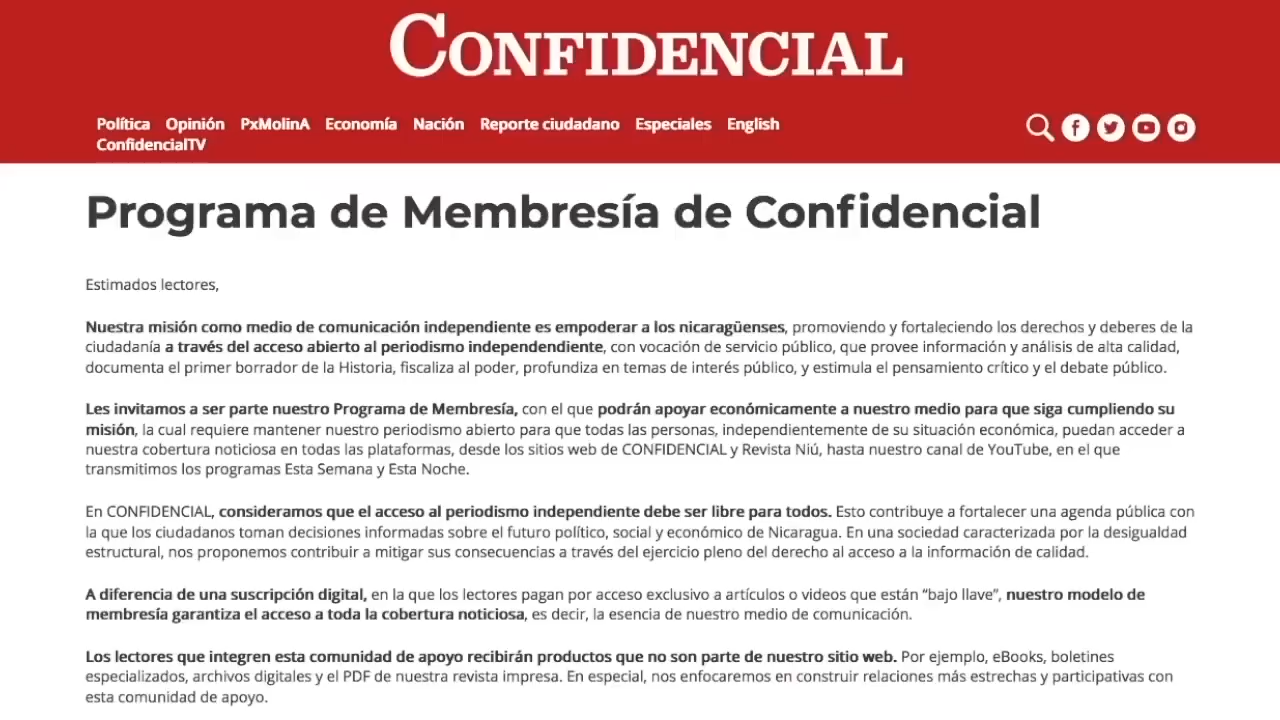 CONFIDENCIAL
Política Opinión PxMolinA Economía Nación Reporte ciudadano Especiales English
ConfidencialTV
Programa de Membresía de Confidencial
Estimados lectores,
Nuestra misión como medio de comunicación independiente es empoderar a los nicaragüenses, promoviendo y fortaleciendo los derechos y deberes de la
ciudadanía a través del acceso abierto al periodismo independendiente, con vocación de servicio público, que provee información y análisis de alta calidad,
documenta el primer borrador de la Historia, fiscaliza al poder, profundiza en temas de interés público, y estimula el pensamiento crítico y el debate público.
Les invitamos a ser parte nuestro Programa de Membresía, con el que podrán apoyar económicamente a nuestro medio para que siga cumpliendo su
misión, la cual requiere mantener nuestro periodismo abierto para que todas las personas, independientemente de su situación económica, puedan acceder a
nuestra cobertura noticiosa en todas las plataformas, desde los sitios web de CONFIDENCIAL y Revista Niú, hasta nuestro canal de YouTube, en el que
transmitimos los programas Esta Semana y Esta Noche.
En CONFIDENCIAL, consideramos que el acceso al periodismo independiente debe ser libre para todos. Esto contribuye a fortalecer una agenda pública con
la que los ciudadanos toman decisiones informadas sobre el futuro político, social y económico de Nicaragua. En una sociedad caracterizada por la desigualdad
estructural, nos proponemos contribuir a mitigar sus consecuencias a través del ejercicio pleno del derecho al acceso a la información de calidad.
A diferencia de una suscripción digital, en la que los lectores pagan por acceso exclusivo a artículos o videos que están “bajo llave”, nuestro modelo de
membresía garantiza el acceso a toda la cobertura noticiosa, es decir, la esencia de nuestro medio de comunicación.
Los lectores que integren esta comunidad de apoyo recibirán productos que no son parte de nuestro sitio web. Por ejemplo, eBooks, boletines
especializados, archivos digitales y el PDF de nuestra revista impresa. En especial, nos enfocaremos en construir relaciones más estrechas y participativas con
esta comunidad de apoyo.